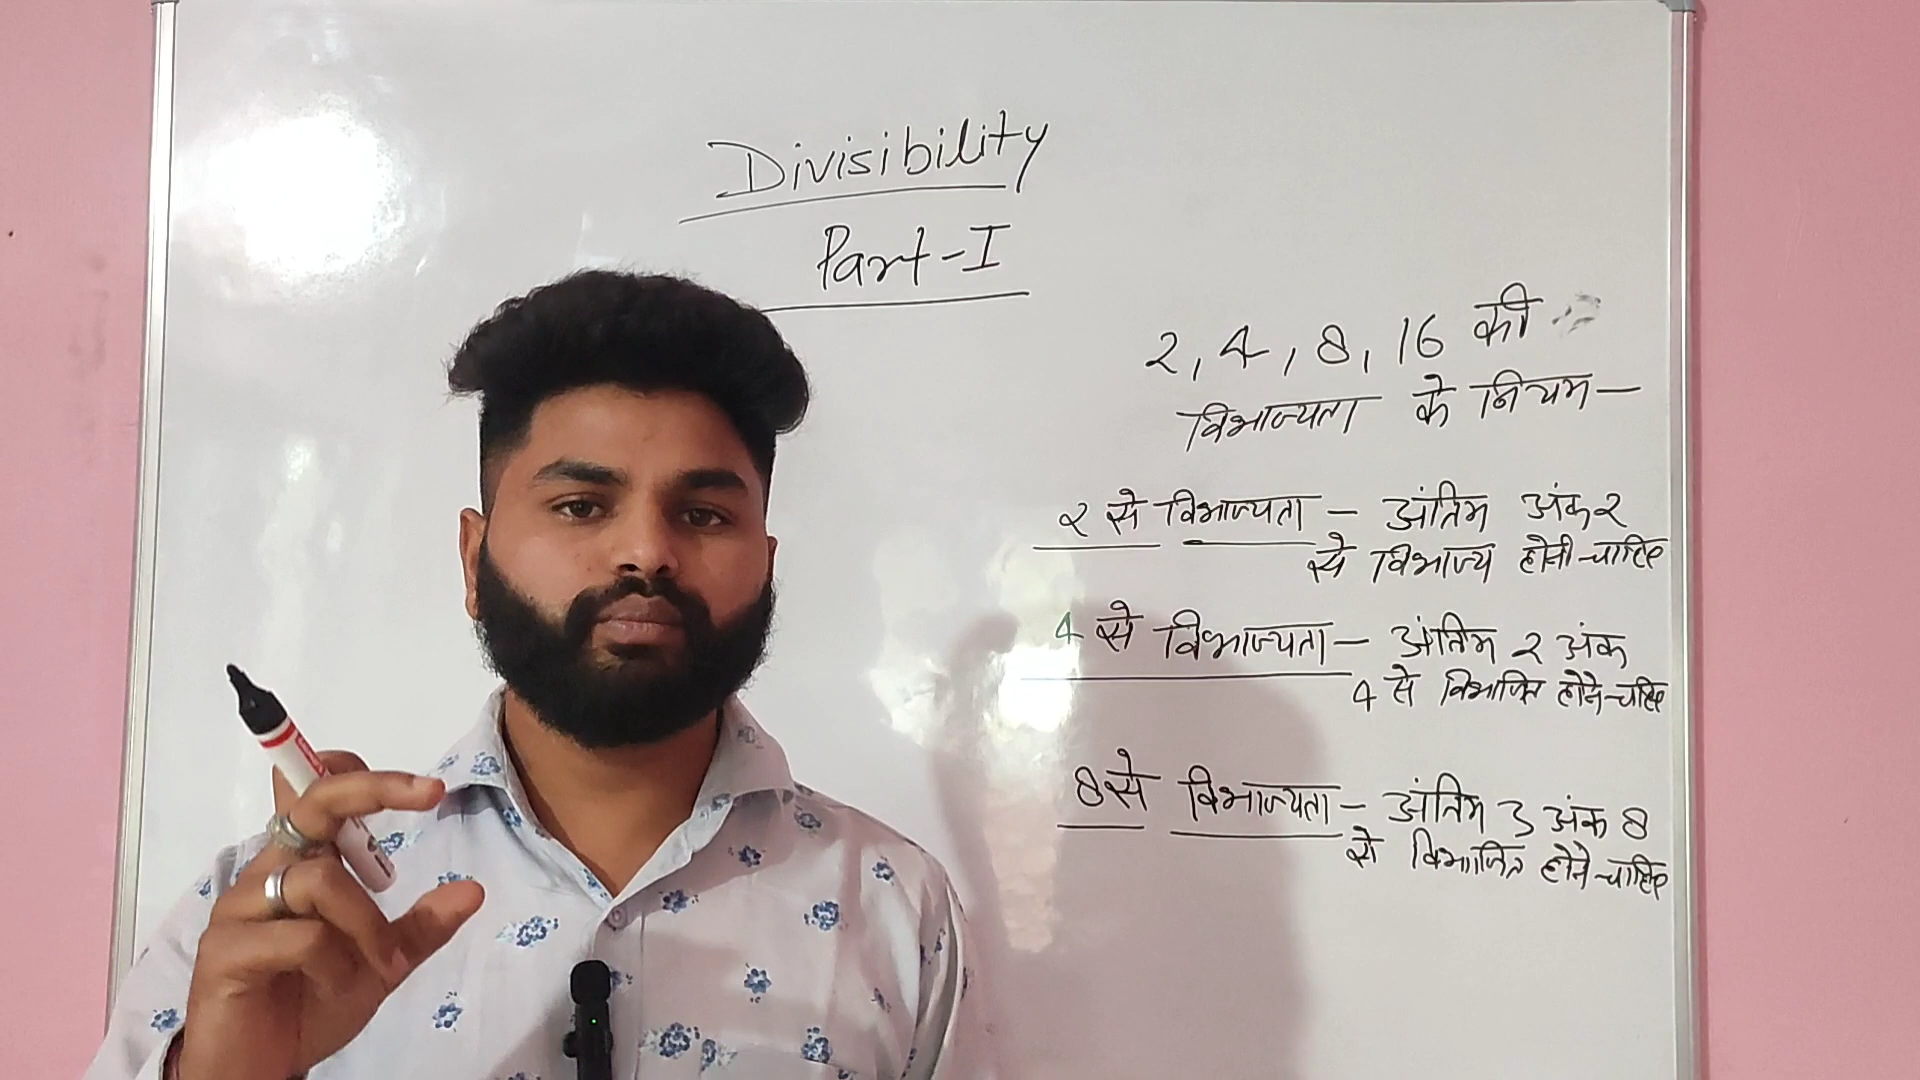 Divisibility
Part-I
2, 4, 8, 16 की
विभाज्यता के नियम-
2 से विभाज्यता - अंतिम अंक 2
से विभाज्य होनी चाहिए
4 से विभाज्यता - अंतिम 2 अंक
4 से विभाजित होने चाहिए
8 से विभाज्यता - अंतिम 3 अंक 8
से विभाजित होने चाहिए